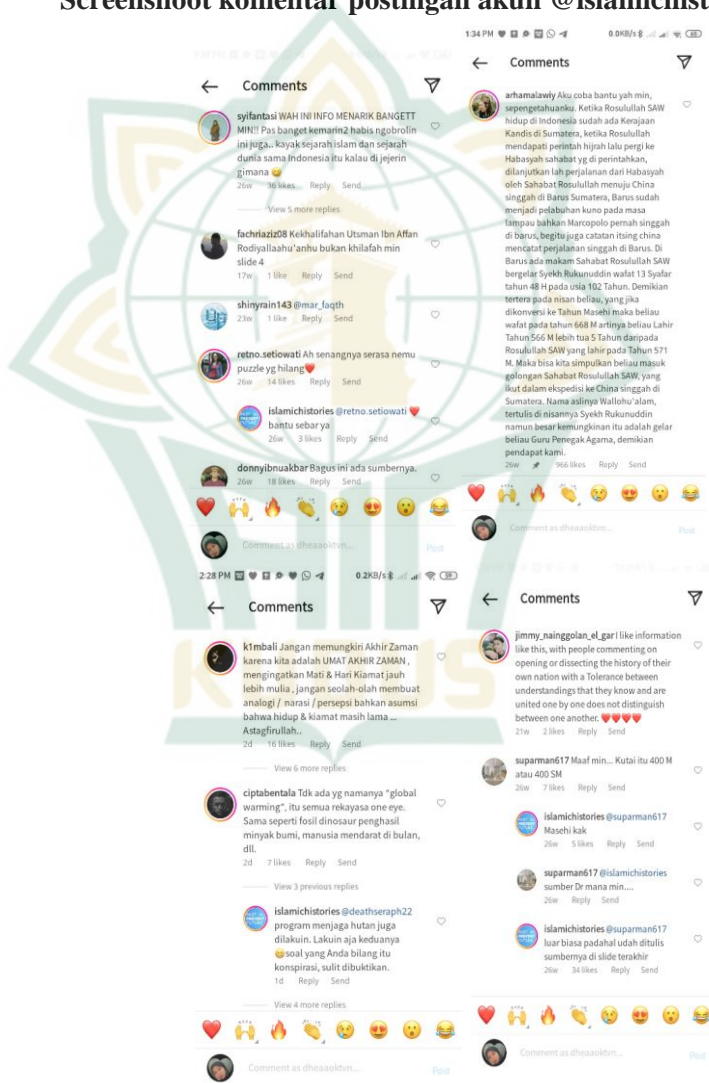 Screenshoot komentar postingan akun @islamichist
Comments
syifantasi WAH INI INFO MENARIK BANGETT
MIN!! Pas banget kemarin2 habis ngobrolin
ini juga.. kayak sejarah islam dan sejarah
dunia sama Indonesia itu kalau di jejerin
gimana 😅
26w 36 likes Reply Send
View 5 more replies
fachriaziz08 Kekhalifahan Utsman Ibn Affan
Rodiyallaahu'anhu bukan khilafah min
slide 4
17w 1 like Reply Send
shinyrain143 @mar_faqth
23w 1 like Reply Send
retno.setiowati Ah senangnya serasa nemu
puzzle yg hilang❤️
26w 14 likes Reply Send
islamichistories @retno.setiowati ❤️
bantu sebar ya
26w 3 likes Reply Send
donnyibnuakbar Bagus ini ada sumbernya.
26w 18 likes Reply Send
❤️ 🙌 🔥 👏 😢 😍 😮 😂
Comment as dheaaoktvn... Post
1:34 PM 0.0KB/s
Comments
arhamalawiy Aku coba bantu yah min,
sepengetahuanku. Ketika Rosulullah SAW
hidup di Indonesia sudah ada Kerajaan
Kandis di Sumatera, ketika Rosulullah
mendapati perintah hijrah lalu pergi ke
Habasyah sahabat yg di perintahkan,
dilanjutkan lah perjalanan dari Habasyah
oleh Sahabat Rosulullah menuju China
singgah di Barus Sumatera, Barus sudah
menjadi pelabuhan kuno pada masa
lampau bahkan Marcopolo pernah singgah
di barus, begitu juga catatan itsing china
mencatat perjalanan singgah di Barus. Di
Barus ada makam Sahabat Rosulullah SAW
bergelar Syekh Rukunuddin wafat 13 Syafar
tahun 48 H pada usia 102 Tahun. Demikian
tertera pada nisan beliau, yang jika
dikonversi ke Tahun Masehi maka beliau
wafat pada tahun 668 M artinya beliau Lahir
Tahun 566 M lebih tua 5 Tahun daripada
Rosulullah SAW yang lahir pada Tahun 571
M. Maka bisa kita simpulkan beliau masuk
golongan Sahabat Rosulullah SAW, yang
ikut dalam ekspedisi ke China singgah di
Sumatera. Nama aslinya Wallohu'alam,
tertulis di nisannya Syekh Rukunuddin
namun besar kemungkinan itu adalah gelar
beliau Guru Penegak Agama, demikian
pendapat kami.
26w 966 likes Reply Send
❤️ 🙌 🔥 👏 😢 😍 😮 😂
Comment as dheaaoktvn... Post
2:28 PM 0.2KB/s
Comments
k1mbali Jangan memungkiri Akhir Zaman
karena kita adalah UMAT AKHIR ZAMAN ,
mengingatkan Mati & Hari Kiamat jauh
lebih mulia , jangan seolah-olah membuat
analogi / narasi / persepsi bahkan asumsi
bahwa hidup & kiamat masih lama ...
Astagfirullah..
2d 16 likes Reply Send
View 6 more replies
ciptabentala Tdk ada yg namanya "global
warming", itu semua rekayasa one eye.
Sama seperti fosil dinosaur penghasil
minyak bumi, manusia mendarat di bulan,
dll.
2d 7 likes Reply Send
View 3 previous replies
islamichistories @deathseraph22
program menjaga hutan juga
dilakuin. Lakuin aja keduanya
😅soal yang Anda bilang itu
konspirasi, sulit dibuktikan.
1d Reply Send
View 4 more replies
❤️ 🙌 🔥 👏 😢 😍 😮 😂
Comment as dheaaoktvn... Post
Comments
jimmy_nainggolan_el_gar I like information
like this, with people commenting on
opening or dissecting the history of their
own nation with a Tolerance between
understandings that they know and are
united one by one does not distinguish
between one another. ❤️❤️❤️❤️
21w 2 likes Reply Send
suparman617 Maaf min... Kutai itu 400 M
atau 400 SM
26w 7 likes Reply Send
islamichistories @suparman617
Masehi kak
26w 5 likes Reply Send
suparman617 @islamichistories
sumber Dr mana min....
26w Reply Send
islamichistories @suparman617
luar biasa padahal udah ditulis
sumbernya di slide terakhir
26w 34 likes Reply Send
❤️ 🙌 🔥 👏 😢 😍 😮 😂
Comment as dheaaoktvn... Post